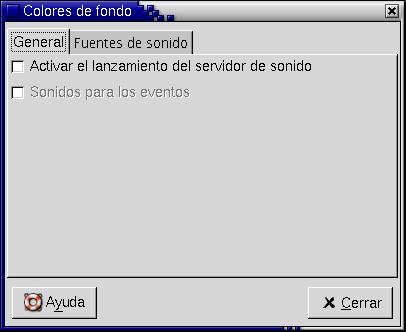 Colores de fondo
General
Fuentes de sonido
Activar el lanzamiento del servidor de sonido
Sonidos para los eventos
Ayuda
Cerrar